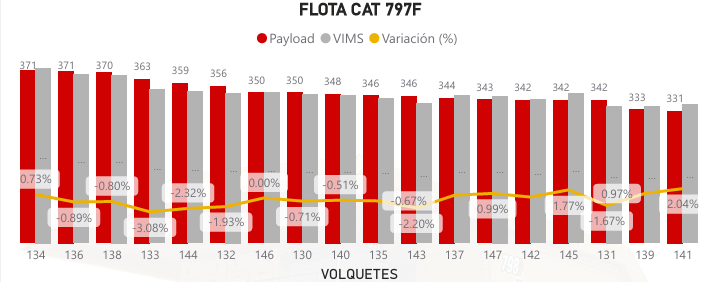 FLOTA CAT 797F
Payload VIMS Variación (%)
371 371 370 363 359 356 350 350 348 346 346 344 343 342 342 342 333 331
... ... ... ... ... ... ... ... ... ... ... ... ... ... ... ... ... ...
0.73% -0.89% -0.80% -3.08% -2.32% -1.93% 0.00% -0.71% -0.51% -0.67% -2.20% 0.99% 1.77% -1.67% 0.97% 2.04%
134 136 138 133 144 132 146 130 140 135 143 137 147 142 145 131 139 141
VOLQUETES